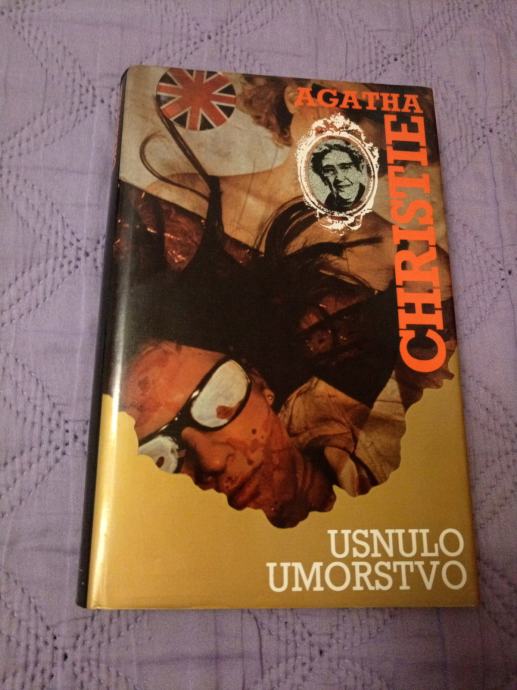 AGATHA
CHRISTIE
USNULO
UMORSTVO